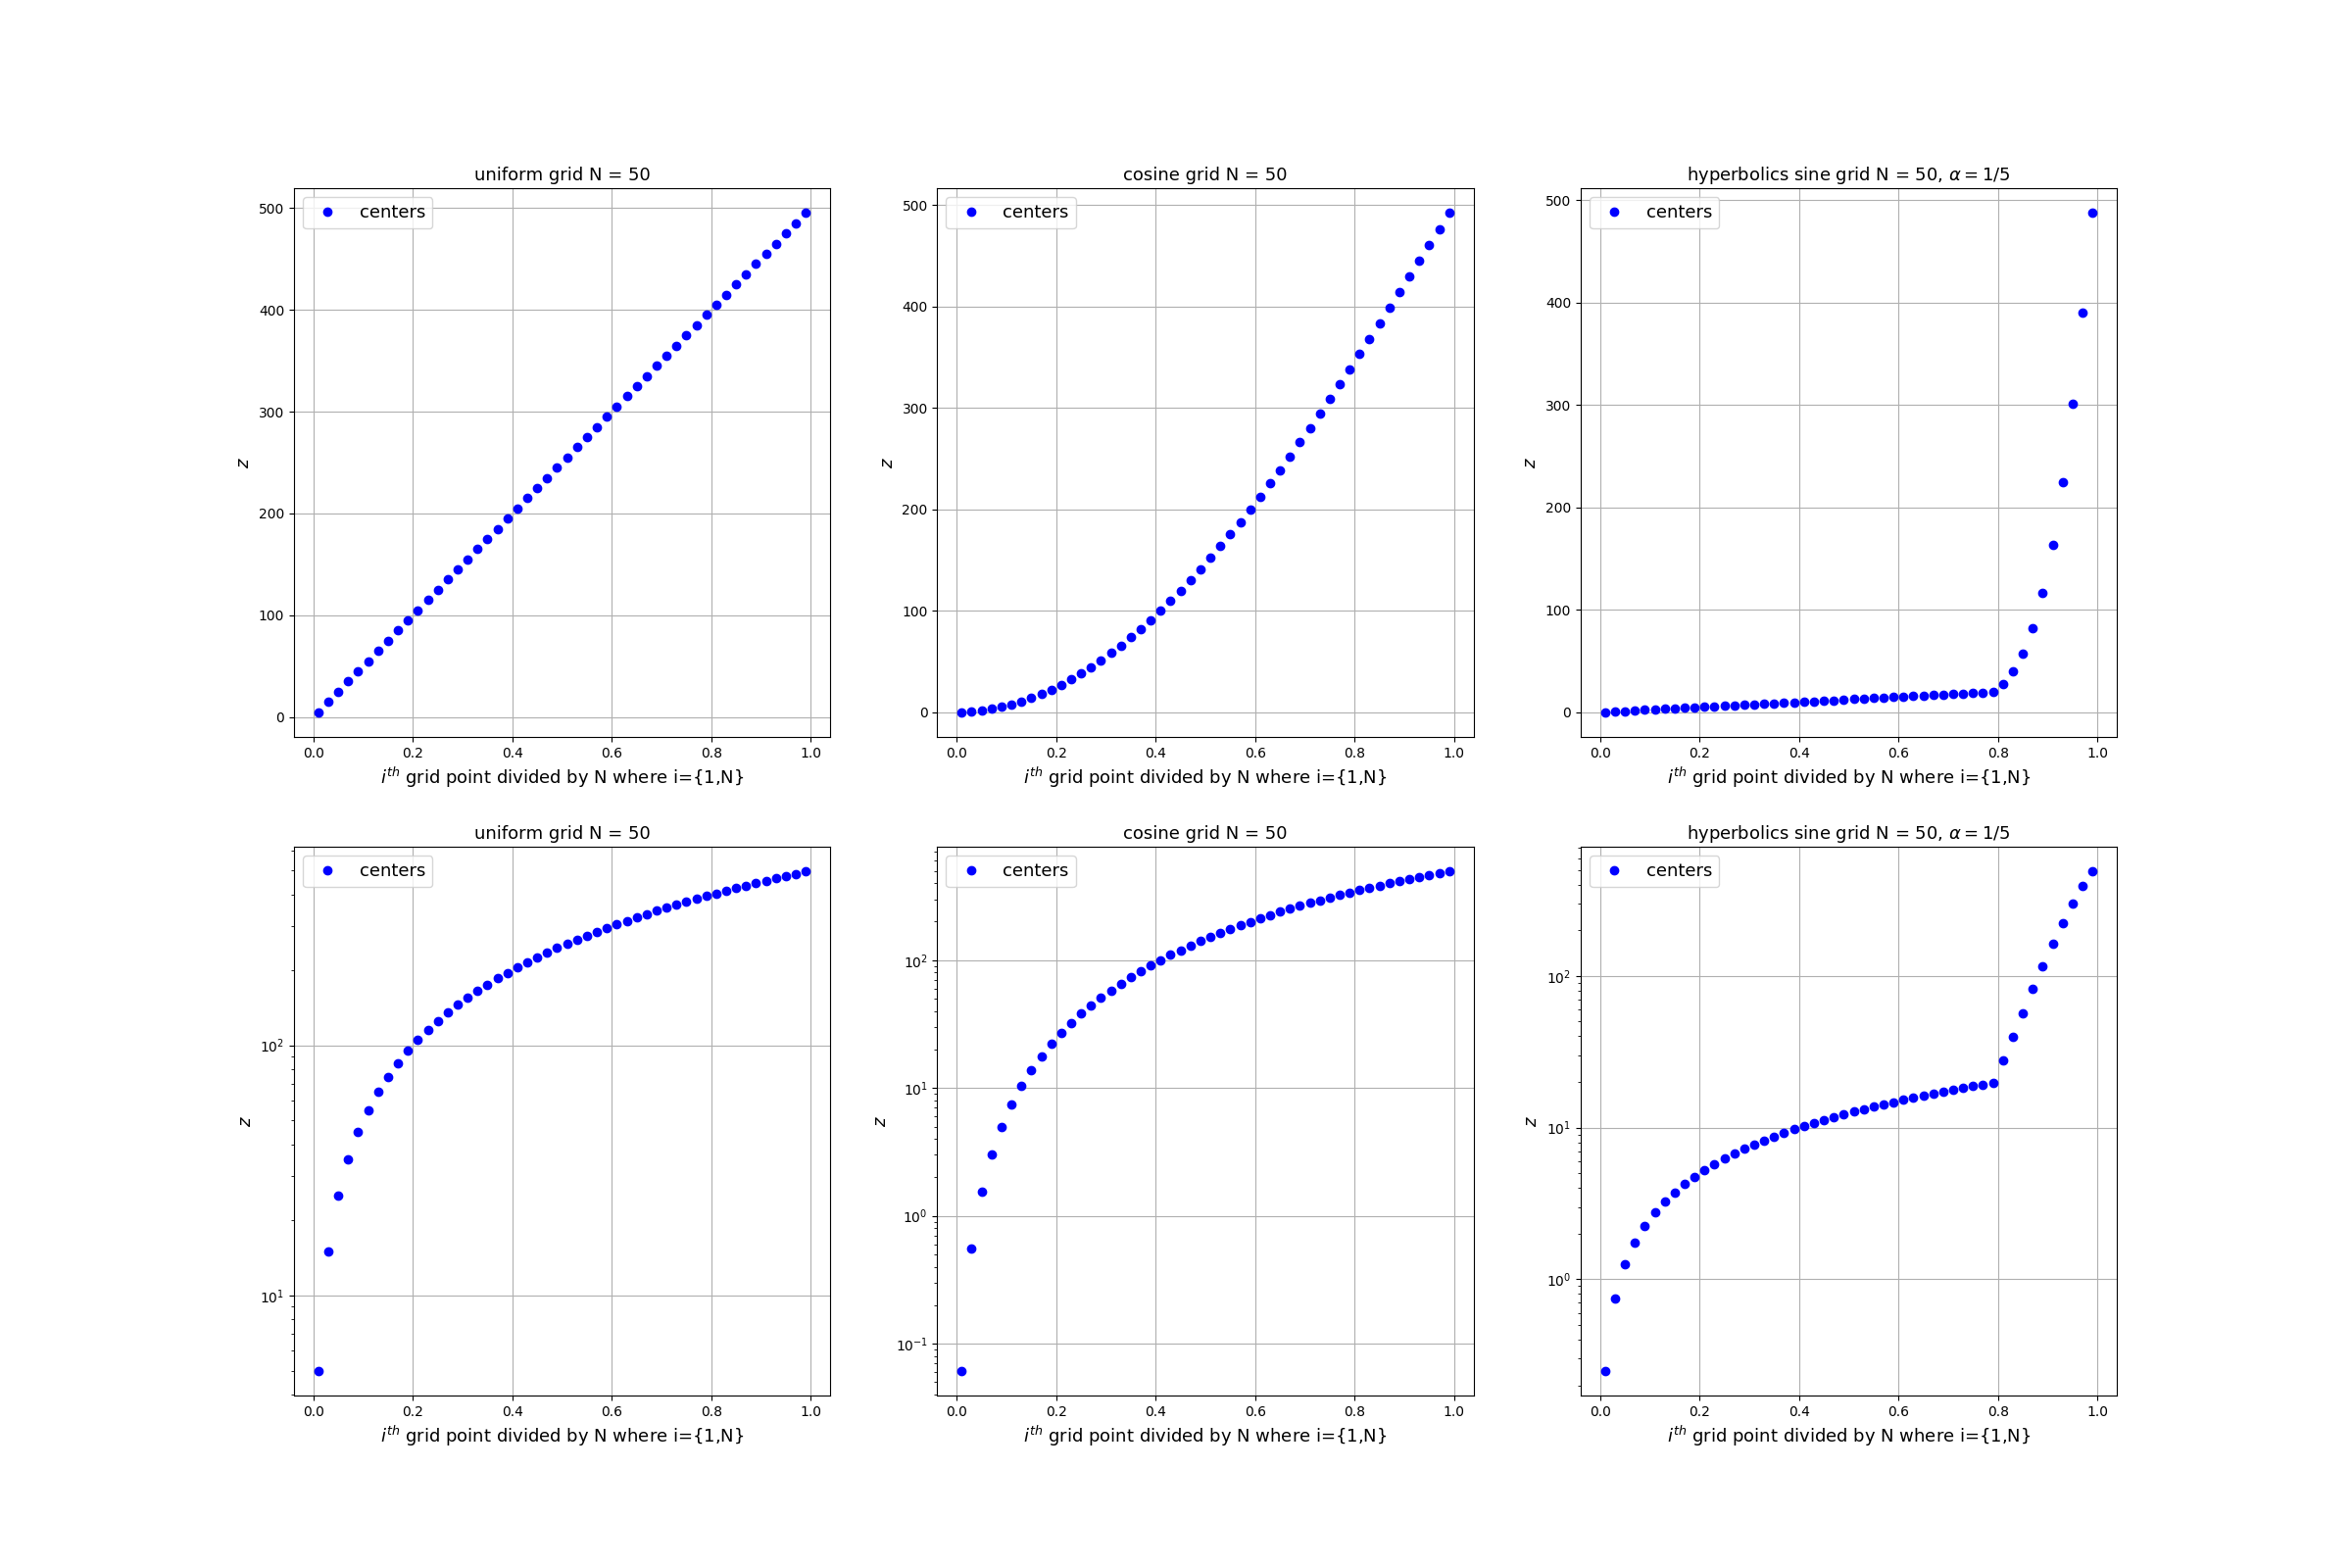 uniform grid N = 50
centers
500
400
300
200
100
0
z
0.0 0.2 0.4 0.6 0.8 1.0
i^{th} grid point divided by N where i={1,N}
cosine grid N = 50
centers
500
400
300
200
100
0
z
0.0 0.2 0.4 0.6 0.8 1.0
i^{th} grid point divided by N where i={1,N}
hyperbolics sine grid N = 50, α = 1/5
centers
500
400
300
200
100
0
z
0.0 0.2 0.4 0.6 0.8 1.0
i^{th} grid point divided by N where i={1,N}
uniform grid N = 50
centers
10^2
10^1
z
0.0 0.2 0.4 0.6 0.8 1.0
i^{th} grid point divided by N where i={1,N}
cosine grid N = 50
centers
10^2
10^1
10^0
10^{-1}
z
0.0 0.2 0.4 0.6 0.8 1.0
i^{th} grid point divided by N where i={1,N}
hyperbolics sine grid N = 50, α = 1/5
centers
10^2
10^1
10^0
z
0.0 0.2 0.4 0.6 0.8 1.0
i^{th} grid point divided by N where i={1,N}